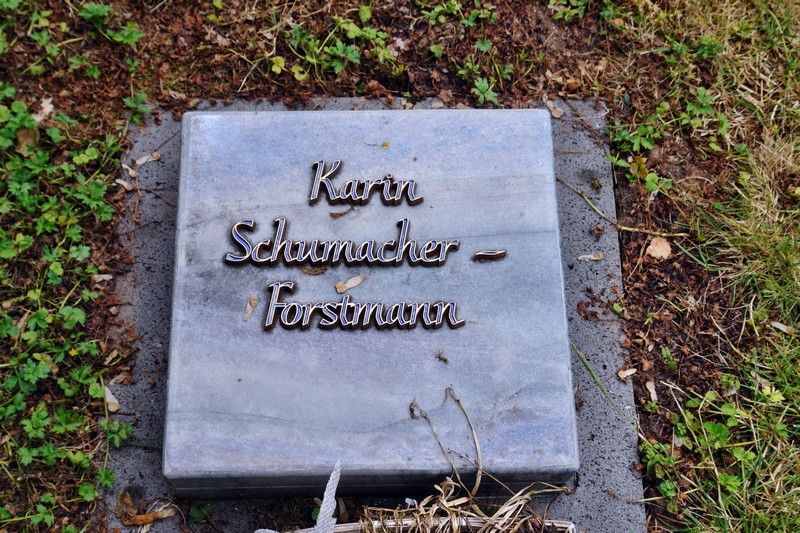 Karin
Schumacher –
Forstmann